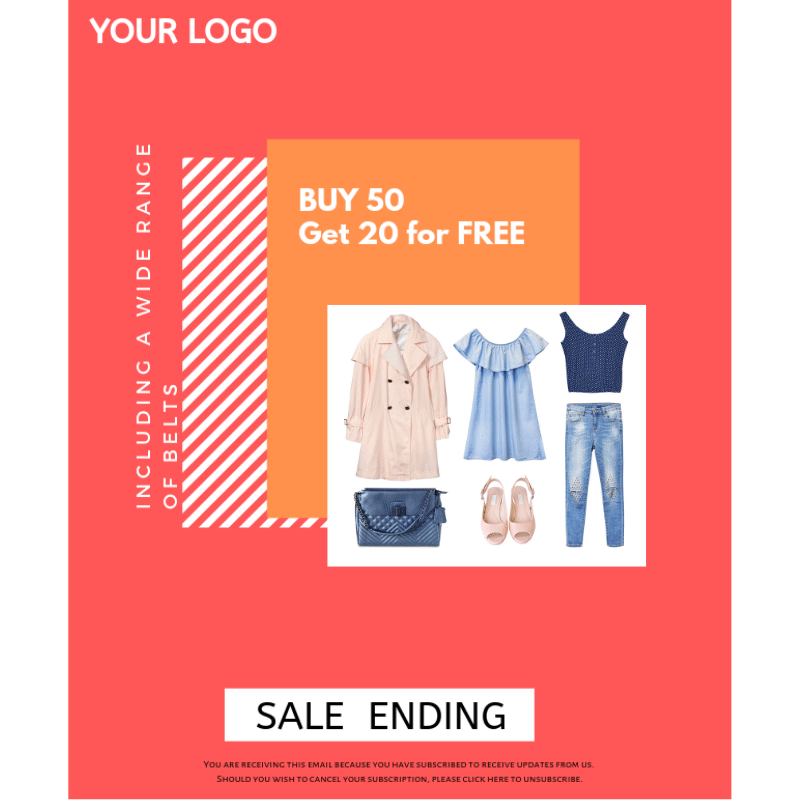 YOUR LOGO
INCLUDING A WIDE RANGE
OF BELTS
BUY 50
Get 20 for FREE
SALE ENDING
You are receiving this email because you have subscribed to receive updates from us.
Should you wish to cancel your subscription, please click here to unsubscribe.